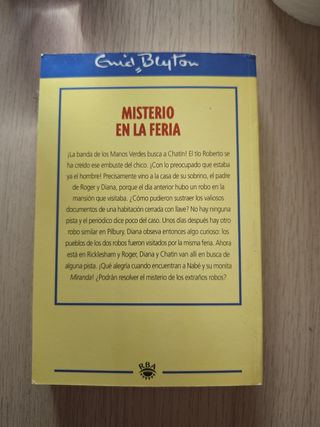 Enid Blyton
MISTERIO
EN LA FERIA
¡La banda de los Manos Verdes busca a Chatín! El tío Roberto se
ha creído ese embuste del chico. ¡Con lo preocupado que estaba
ya el hombre! Precisamente vino a la casa de su sobrino, el padre
de Roger y Diana, porque el día anterior hubo un robo en la
mansión que visitaba. ¿Cómo pudieron sustraer los valiosos
documentos de una habitación cerrada con llave? No hay ninguna
pista y el periódico dice poco del caso. Unos días después hay otro
robo similar en Pilbury. Diana observa entonces algo curioso: los
pueblos de los dos robos fueron visitados por la misma feria. Ahora
está en Ricklesham y Roger, Diana y Chatín van allí en busca de
alguna pista. ¡Qué alegría cuando encuentran a Nabé y su monita
Miranda! ¿Podrán resolver el misterio de los extraños robos?
RBA